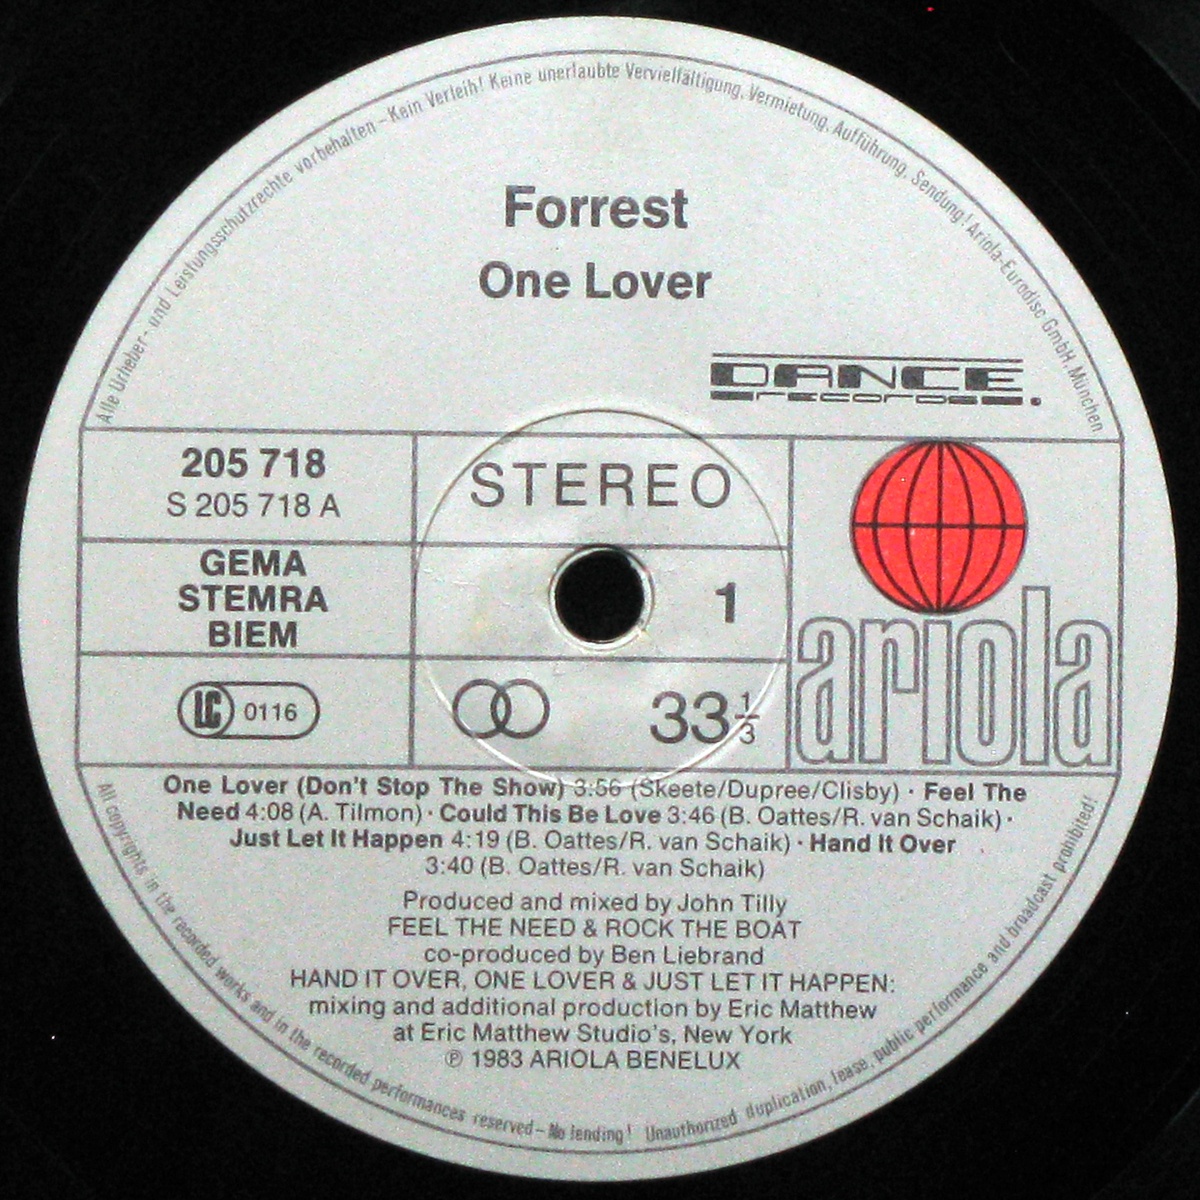 Alle Urheber- und Leistungsschutzrechte vorbehalten – Kein Verleih! Keine unerlaubte Vervielfältigung, Vermietung, Aufführung, Sendung! Ariola-Eurodisc GmbH, München
Forrest
One Lover
DANCE
records.
205 718
S 205 718 A
STEREO
GEMA
STEMRA
BIEM
1
LC 0116
33 1/3
ariola
One Lover (Don't Stop The Show) 3:56 (Skeete/Dupree/Clisby) · Feel The
Need 4:08 (A. Tilmon) · Could This Be Love 3:46 (B. Oattes/R. van Schaik) ·
Just Let It Happen 4:19 (B. Oattes/R. van Schaik) · Hand It Over
3:40 (B. Oattes/R. van Schaik)
Produced and mixed by John Tilly
FEEL THE NEED & ROCK THE BOAT
co-produced by Ben Liebrand
HAND IT OVER, ONE LOVER & JUST LET IT HAPPEN:
mixing and additional production by Eric Matthew
at Eric Matthew Studio's, New York
℗ 1983 ARIOLA BENELUX
All copyrights in the recorded works and in the recorded performances reserved – No lending! Unauthorized duplication, lease, public performance and broadcast prohibited!